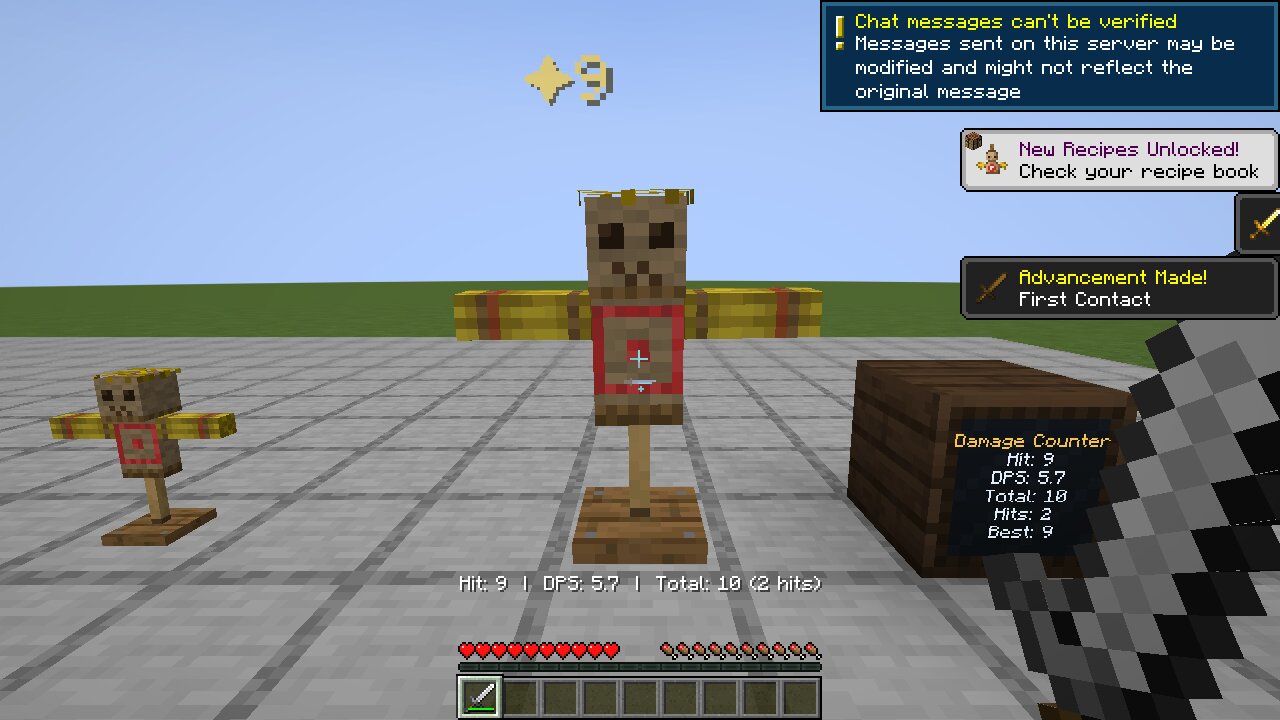 Chat messages can't be verified
Messages sent on this server may be
modified and might not reflect the
original message
9
New Recipes Unlocked!
Check your recipe book
Advancement Made!
First Contact
Damage Counter
Hit: 9
DPS: 5.7
Total: 10
Hits: 2
Best: 9
Hit: 9 | DPS: 5.7 | Total: 10 (2 hits)